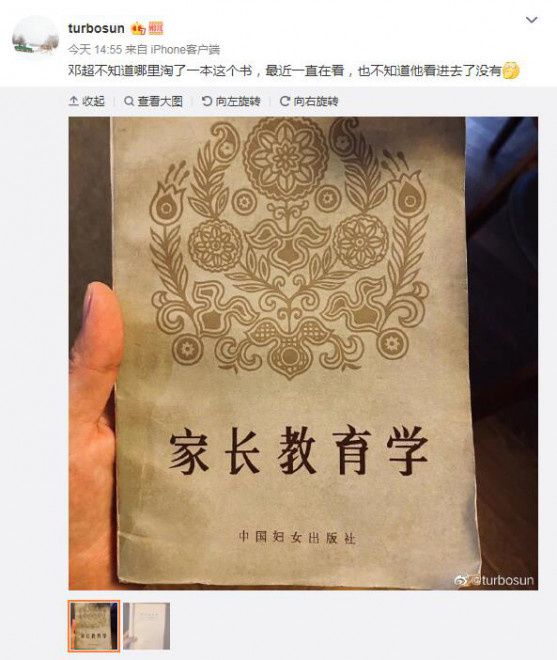 turbosun
今天 14:55 来自 iPhone客户端
邓超不知道哪里淘了一本这个书，最近一直在看，也不知道他看进去了没有
收起 查看大图 向左旋转 向右旋转
家长教育学
中国妇女出版社
@turbosun
家长教育学